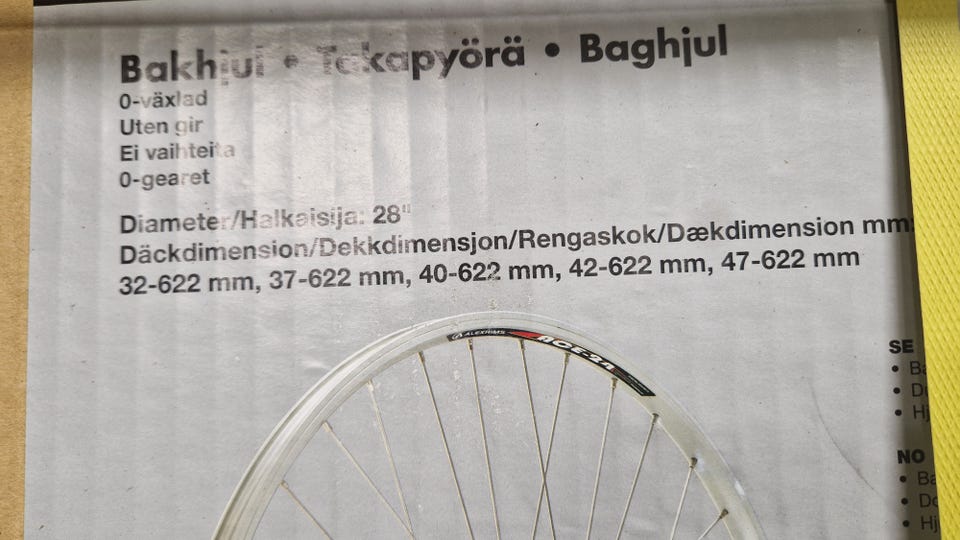 Bakhjul • Takapyörä • Baghjul
0-växlad
Uten gir
Ei vaihteita
0-gearet
Diameter/Halkaisija: 28"
Däckdimension/Dekkdimensjon/Rengaskok/Dækdimension mm:
32-622 mm, 37-622 mm, 40-622 mm, 42-622 mm, 47-622 mm
ALEXRIMS ACE-24
SE
NO